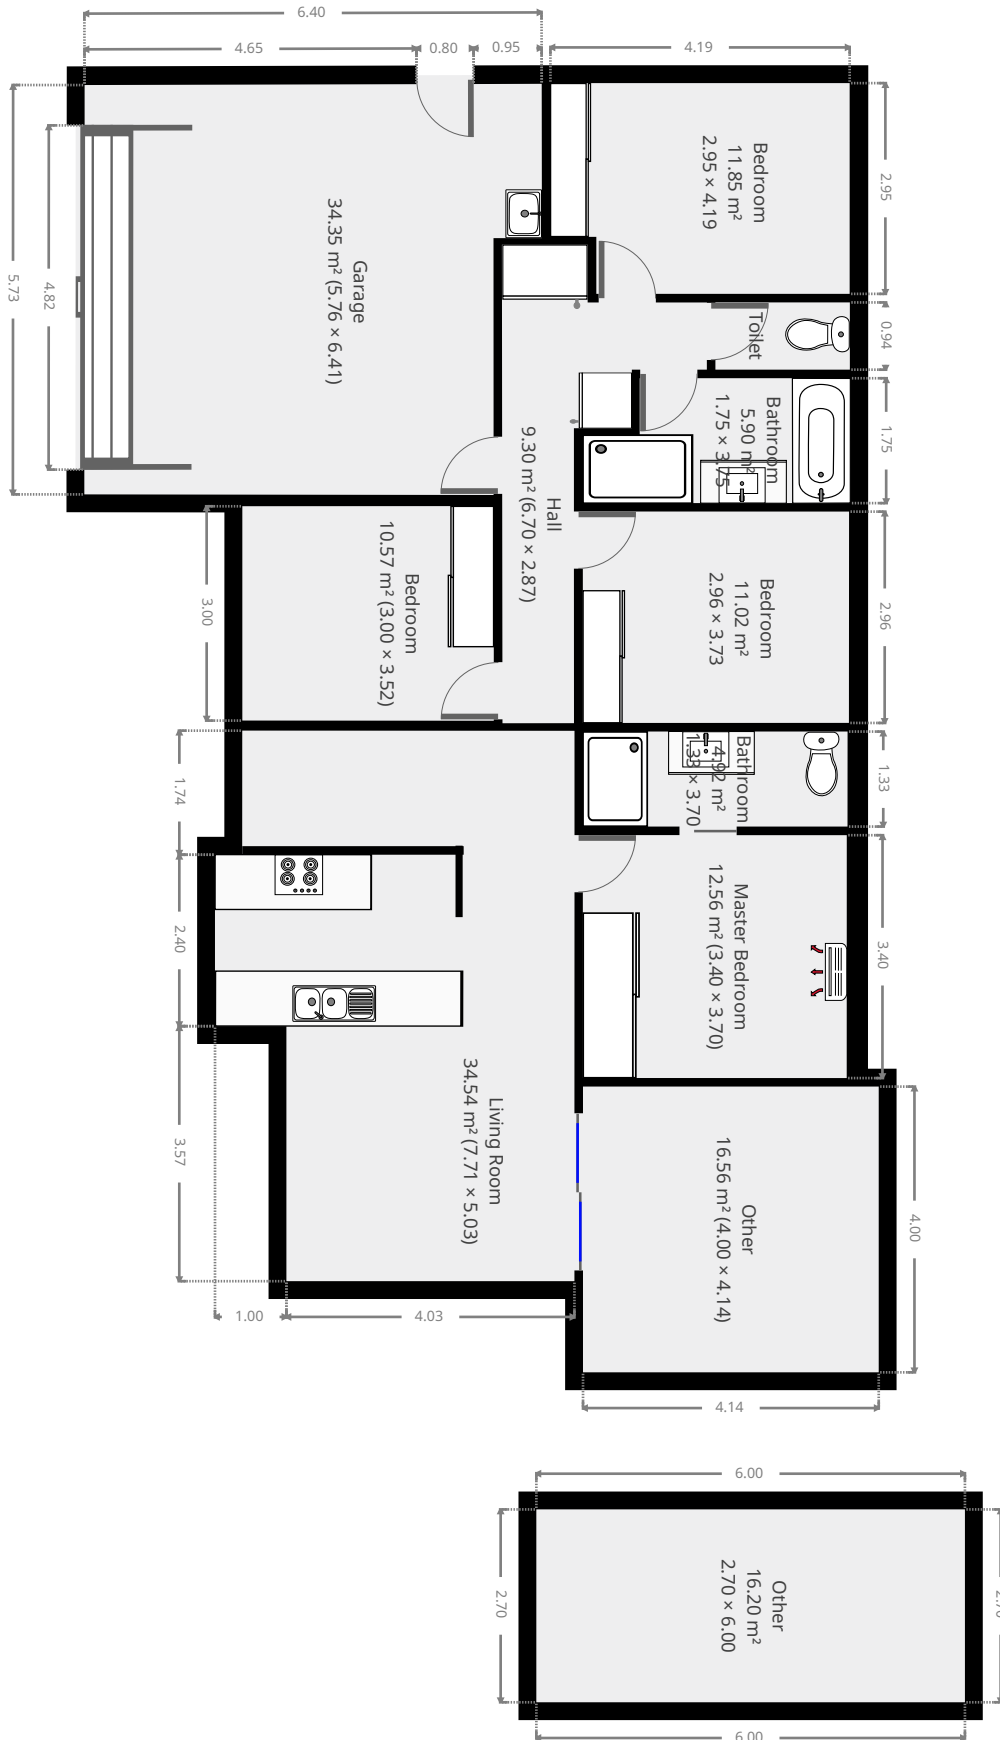 6.40
4.65
0.80
0.95
4.19
5.73
4.82
2.95
Bedroom
11.85 m²
2.95 × 4.19
Garage
34.35 m² (5.76 × 6.41)
0.94
Toilet
1.75
Bathroom
5.90 m²
1.75 × 3.75
Hall
9.30 m² (6.70 × 2.87)
3.00
Bedroom
10.57 m² (3.00 × 3.52)
Bedroom
11.02 m²
2.96 × 3.73
2.96
1.74
Bathroom
4.92 m²
1.33 × 3.70
1.33
2.40
Master Bedroom
12.56 m² (3.40 × 3.70)
3.40
3.57
Living Room
34.54 m² (7.71 × 5.03)
Other
16.56 m² (4.00 × 4.14)
4.00
1.00
4.03
4.14
6.00
2.70
Other
16.20 m²
2.70 × 6.00
2.70
6.00